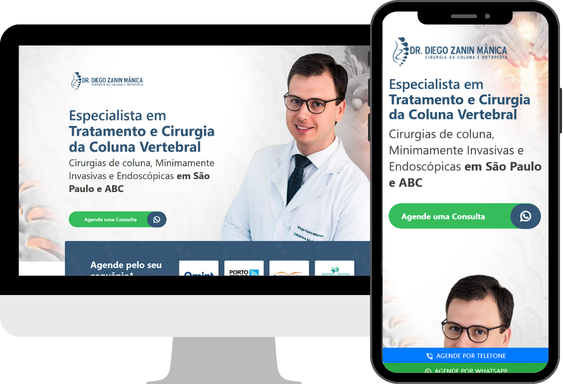 DR. DIEGO ZANIN MÂNICA
CIRURGIA DA COLUNA E ORTOPEDIA
Especialista em
Tratamento e Cirurgia
da Coluna Vertebral
Cirurgias de coluna, Minimamente
Invasivas e Endoscópicas em São
Paulo e ABC
Agende uma Consulta
Agende pelo seu
convênio*
Omint
PORTO
DR. DIEGO ZANIN MÂNICA
CIRURGIA DA COLUNA E ORTOPEDIA
Especialista em
Tratamento e Cirurgia
da Coluna Vertebral
Cirurgias de coluna,
Minimamente Invasivas e
Endoscópicas em São Paulo
e ABC
Agende uma Consulta
AGENDE POR TELEFONE
AGENDE POR WHATSAPP